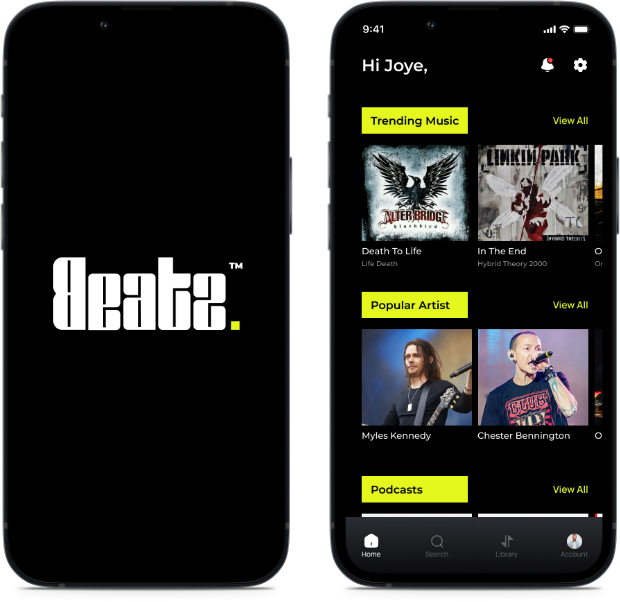 Beatz.™
9:41
Hi Joye,
Trending Music
View All
ALTER BRIDGE
blackbird
LINKIN PARK
Death To Life
Life Death
In The End
Hybrid Theory 2000
Popular Artist
View All
Myles Kennedy
Chester Bennington
Podcasts
View All
Home
Search
Library
Account